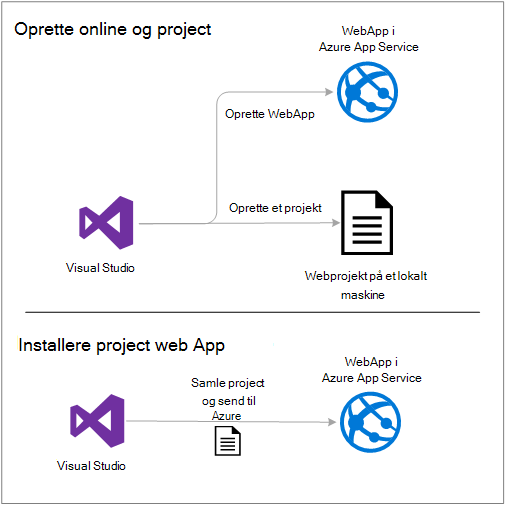 Oprette online og project
WebApp i
Azure App Service
Oprette WebApp
Oprette et projekt
Visual Studio
Webprojekt på et lokalt
maskine
Installere project web App
WebApp i
Azure App Service
Samle project
og send til
Azure
Visual Studio